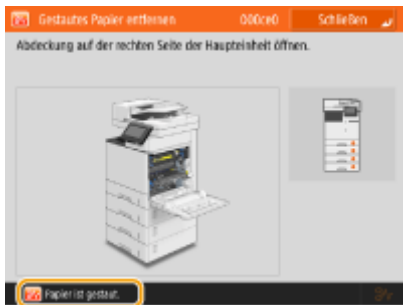 Gestautes Papier entfernen 000ce0 Schließen
Abdeckung auf der rechten Seite der Haupteinheit öffnen.
Papier ist gestaut.